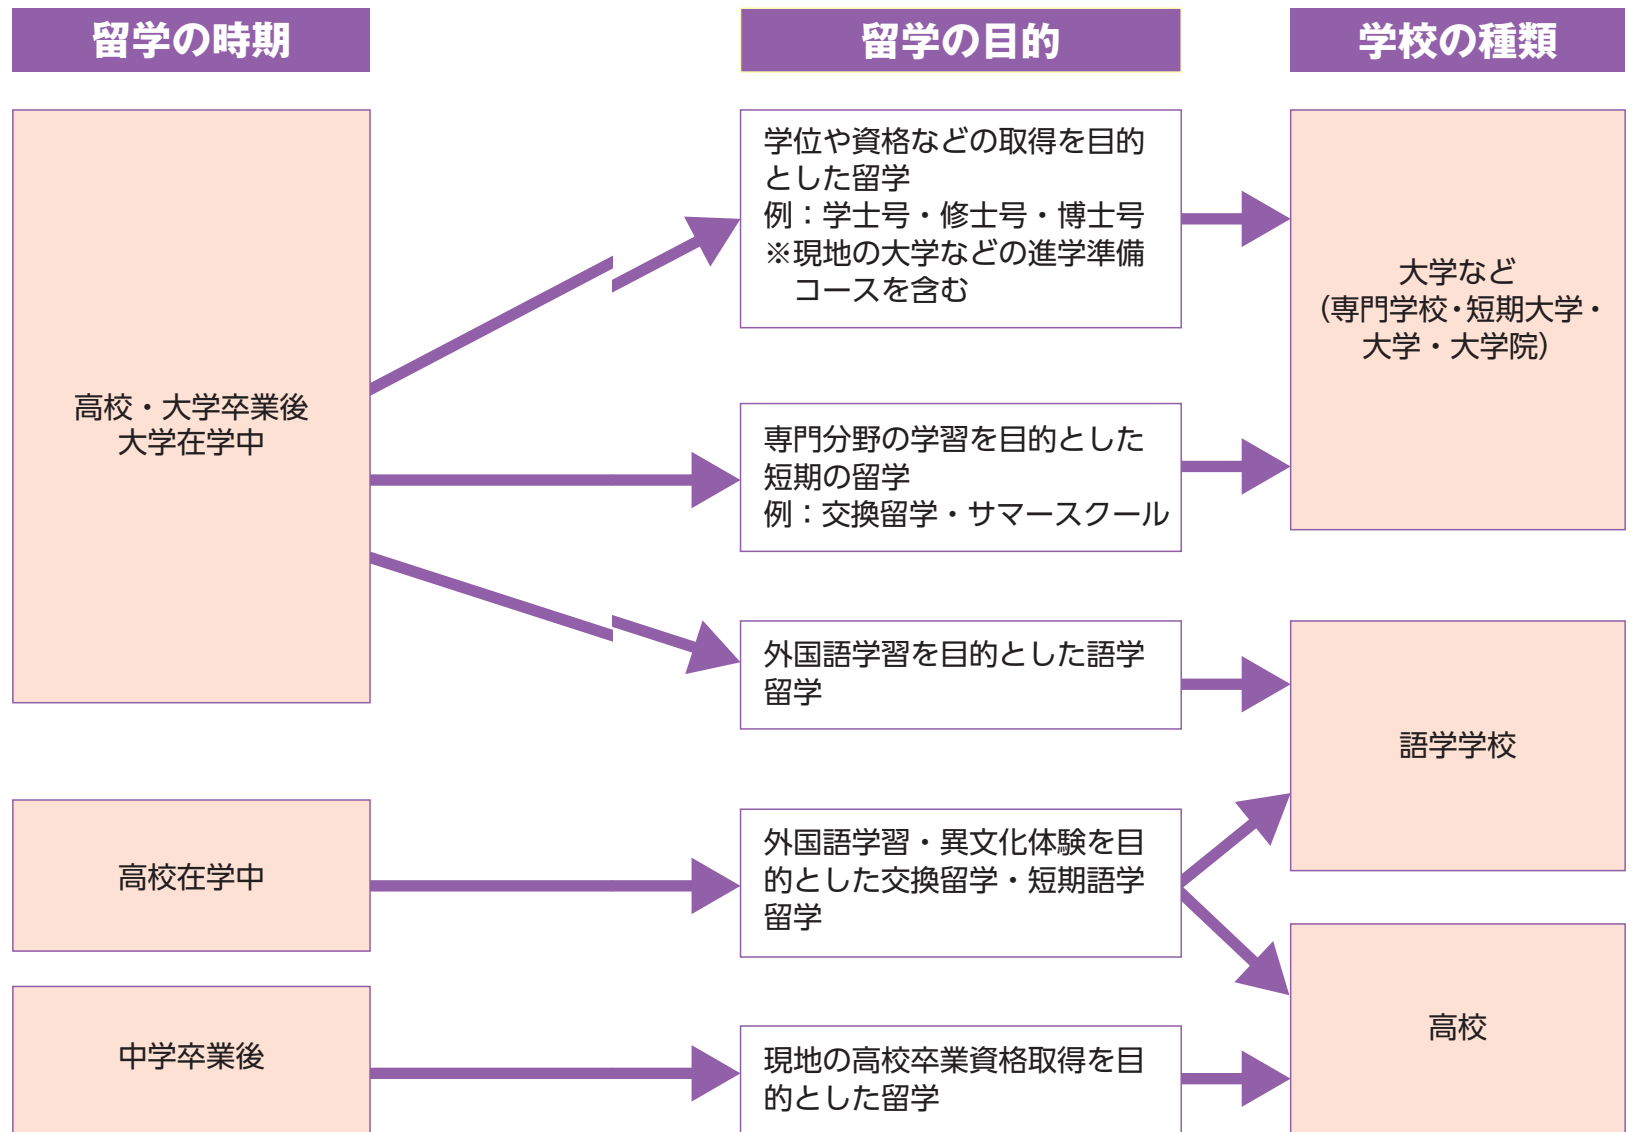 留学の時期
留学の目的
学校の種類
高校・大学卒業後
大学在学中
学位や資格などの取得を目的
とした留学
例：学士号・修士号・博士号
※現地の大学などの進学準備
コースを含む
大学など
（専門学校・短期大学・
大学・大学院）
専門分野の学習を目的とした
短期の留学
例：交換留学・サマースクール
外国語学習を目的とした語学
留学
語学学校
高校在学中
外国語学習・異文化体験を目
的とした交換留学・短期語学
留学
高校
中学卒業後
現地の高校卒業資格取得を目
的とした留学